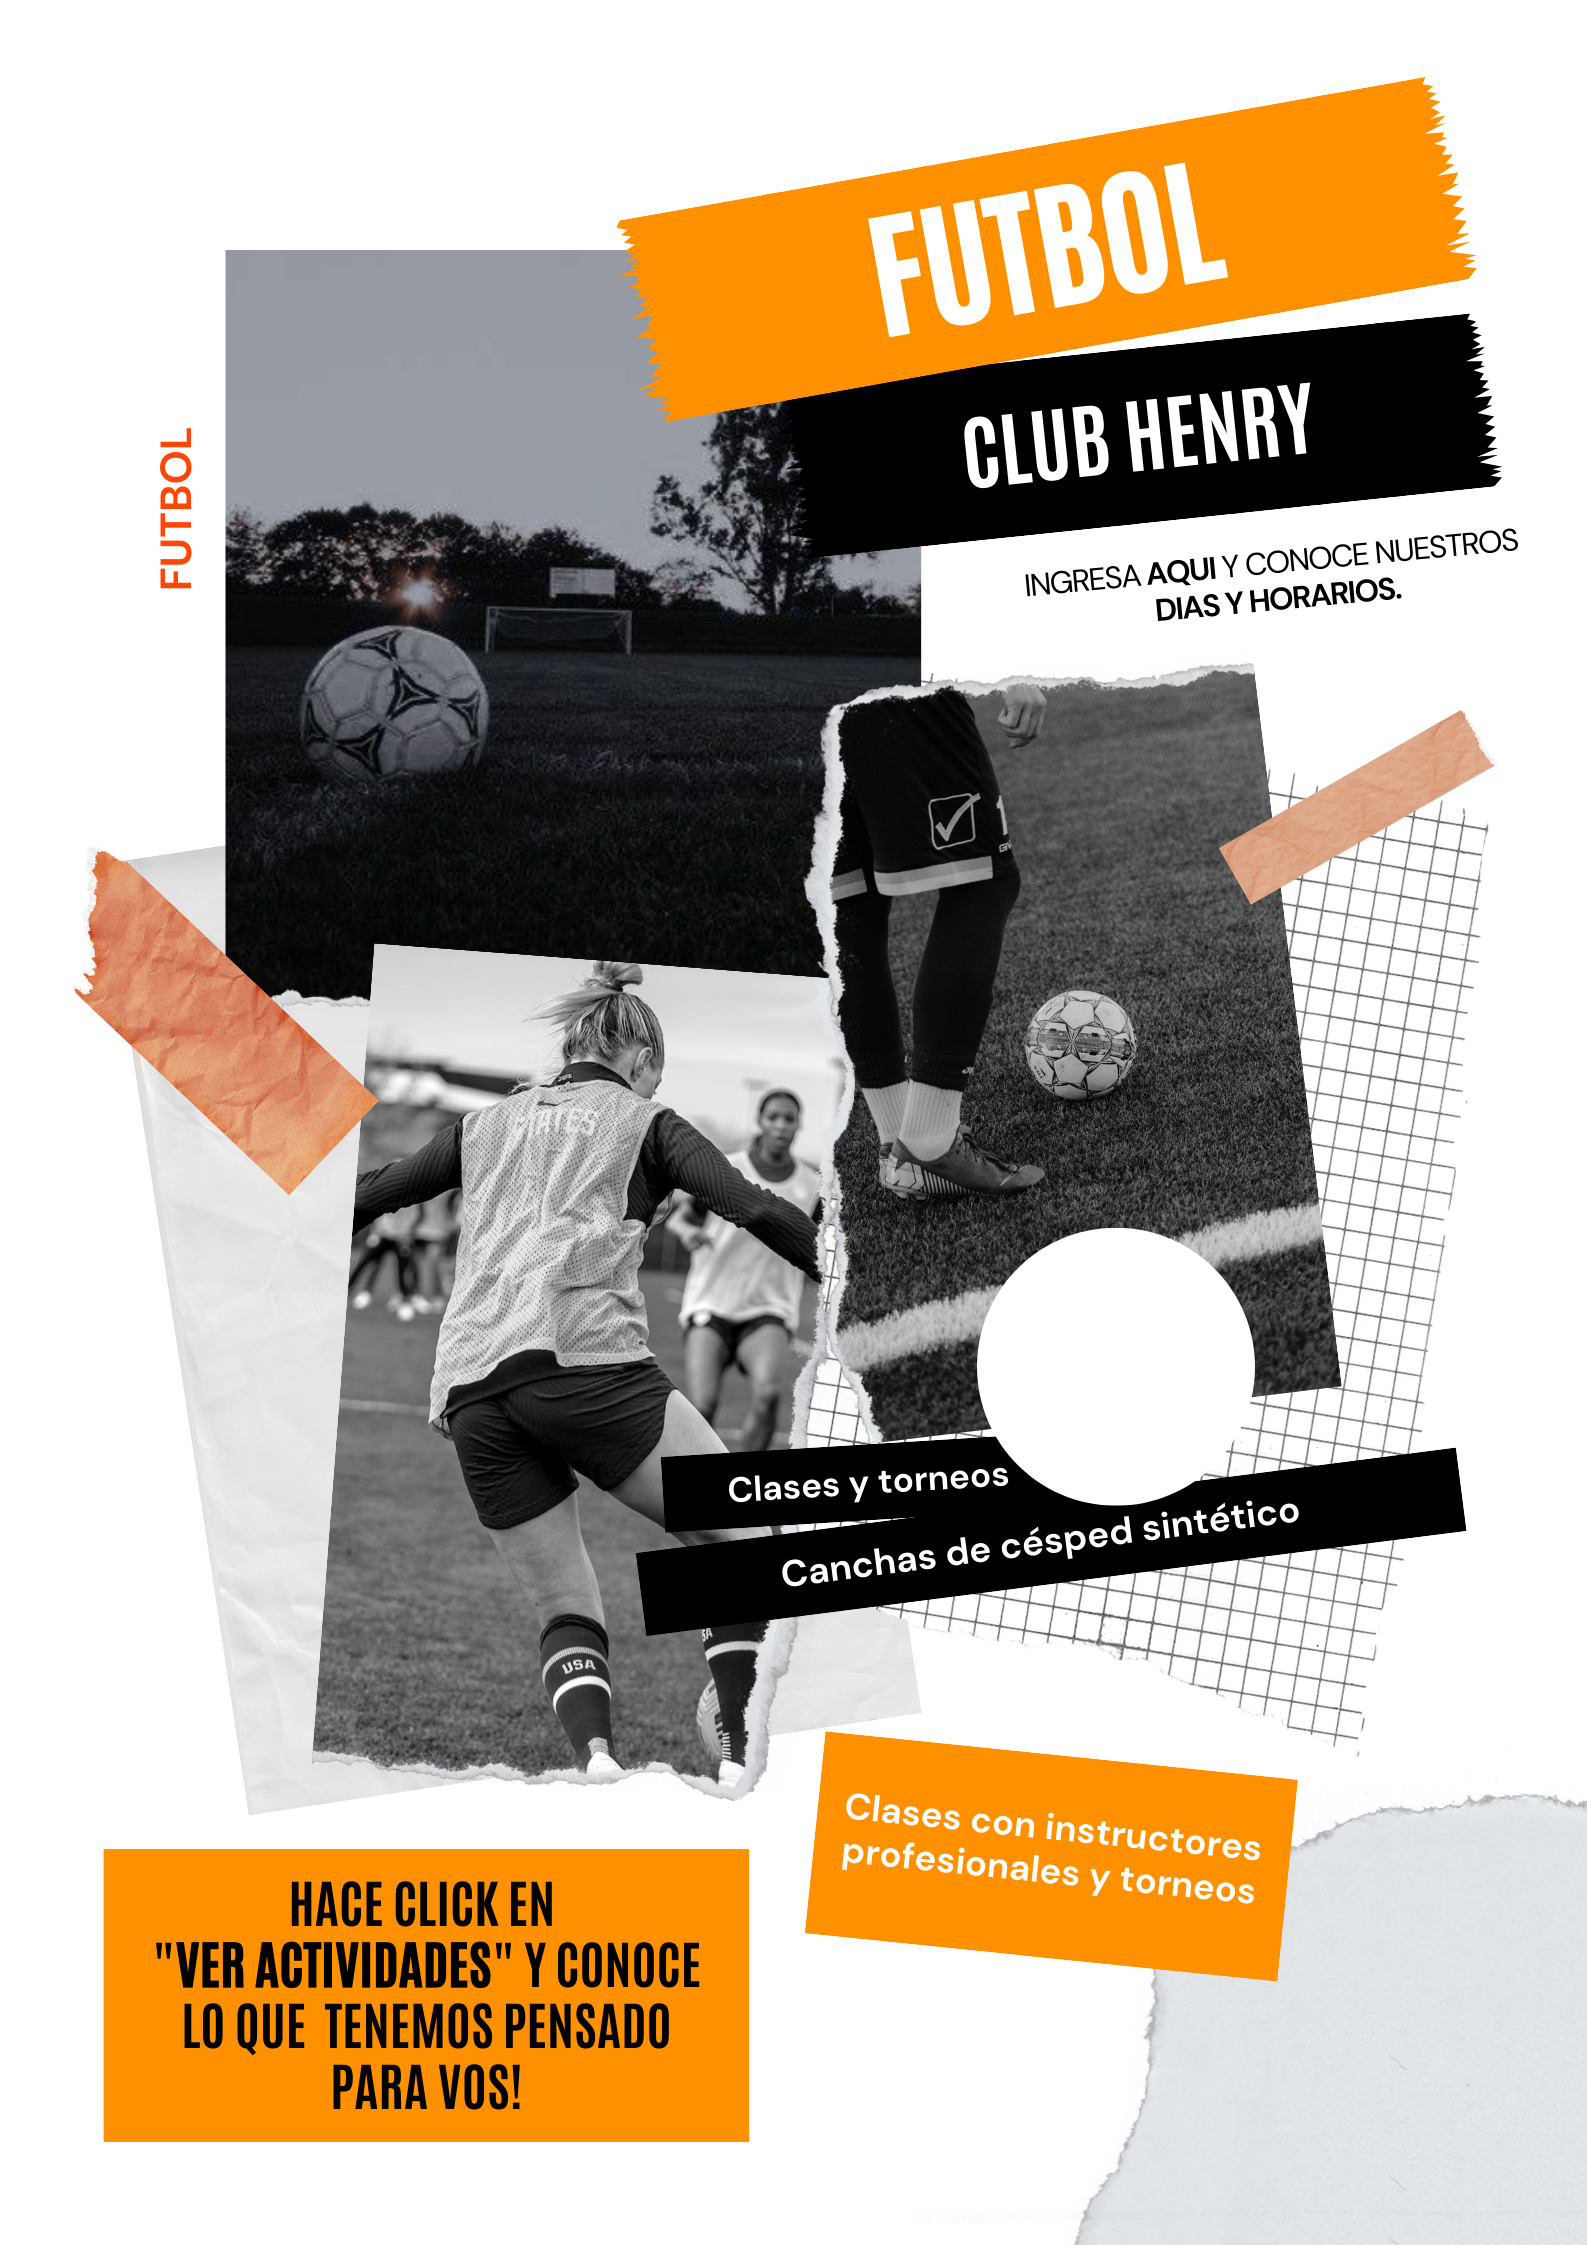 FUTBOL
CLUB HENRY
INGRESA AQUI Y CONOCE NUESTROS
DIAS Y HORARIOS.
FUTBOL
USA
Clases y torneos
Canchas de césped sintético
Clases con instructores
profesionales y torneos
HACE CLICK EN
"VER ACTIVIDADES" Y CONOCE
LO QUE TENEMOS PENSADO
PARA VOS!